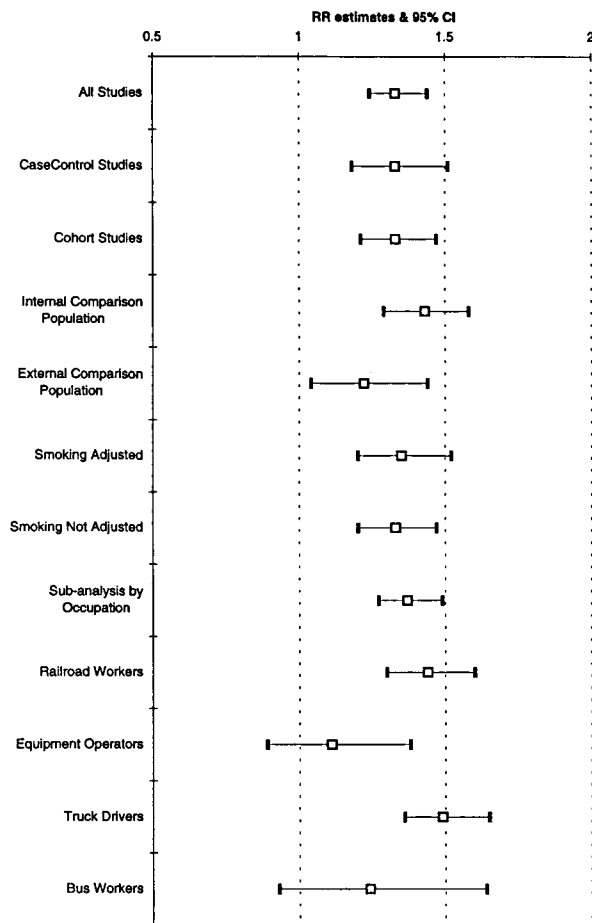 RR estimates & 95% CI
0.5 1 1.5 2
All Studies
CaseControl Studies
Cohort Studies
Internal Comparison
Population
External Comparison
Population
Smoking Adjusted
Smoking Not Adjusted
Sub-analysis by
Occupation
Railroad Workers
Equipment Operators
Truck Drivers
Bus Workers